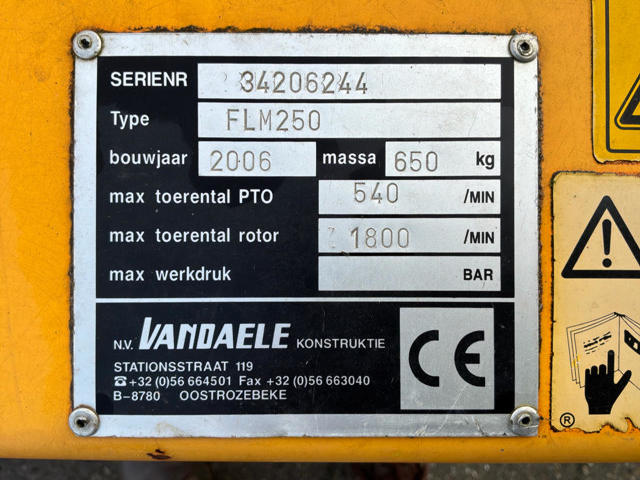 SERIENR 34206244
Type FLM250
bouwjaar 2006 massa 650 kg
max toerental PTO 540 /MIN
max toerental rotor 1800 /MIN
max werkdruk BAR
N.V. VANDAELE KONSTRUKTIE
STATIONSSTRAAT 119
☎+32 (0)56 664501 Fax +32 (0)56 663040
B-8780 OOSTROZEBEKE
CE
®